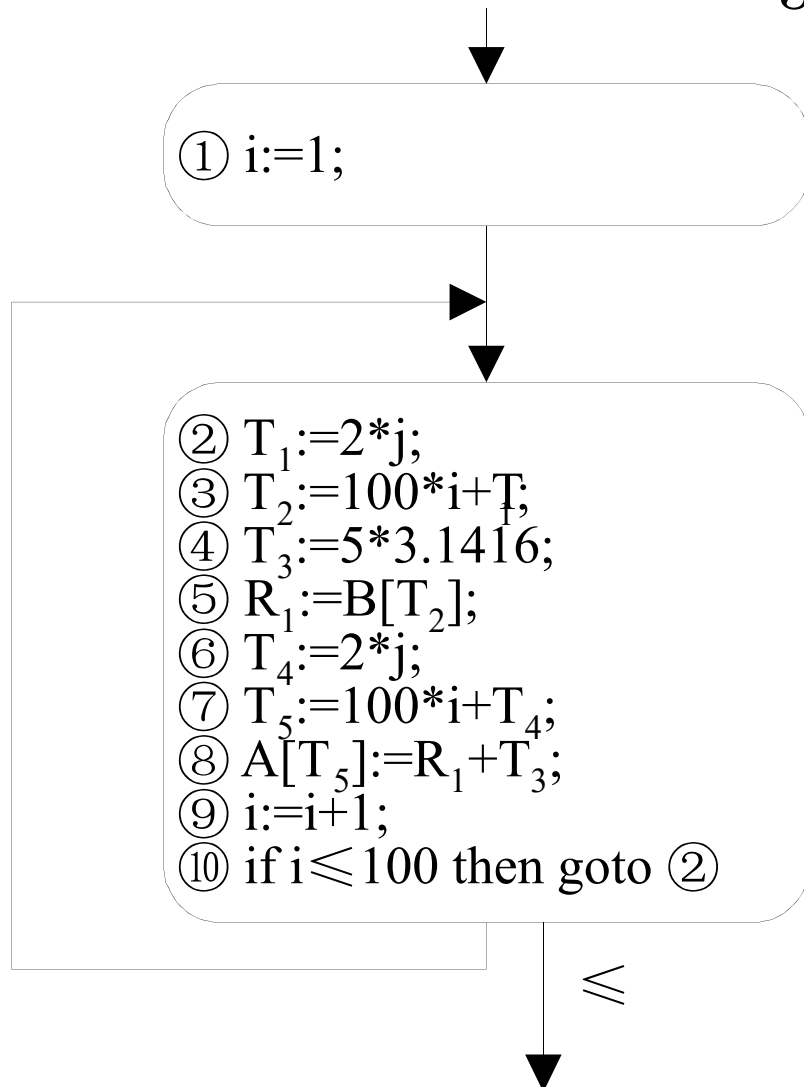 ① i:=1;
② T₁:=2*j;
③ T₂:=100*i+T₁;
④ T₃:=5*3.1416;
⑤ R₁:=B[T₂];
⑥ T₄:=2*j;
⑦ T₅:=100*i+T₄;
⑧ A[T₅]:=R₁+T₃;
⑨ i:=i+1;
⑩ if i≤100 then goto ②
≤